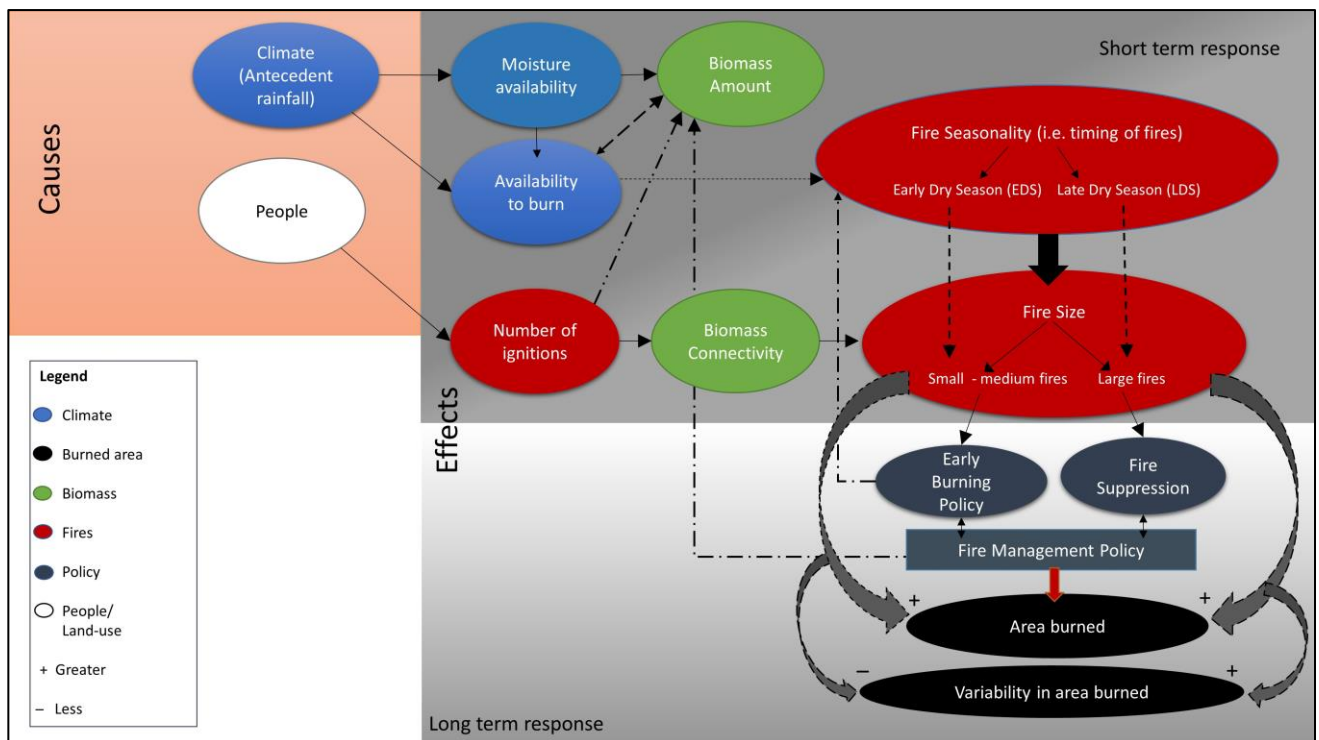 Causes
Effects
Short term response
Long term response
Climate
(Antecedent
rainfall)
People
Moisture
availability
Biomass
Amount
Availability
to burn
Number of
ignitions
Biomass
Connectivity
Fire Seasonality (i.e. timing of fires)
Early Dry Season (EDS)
Late Dry Season (LDS)
Fire Size
Small - medium fires
Large fires
Early
Burning
Policy
Fire
Suppression
Fire Management Policy
+
+
Area burned
–
+
Variability in area burned
Legend
Climate
Burned area
Biomass
Fires
Policy
People/
Land-use
+ Greater
– Less